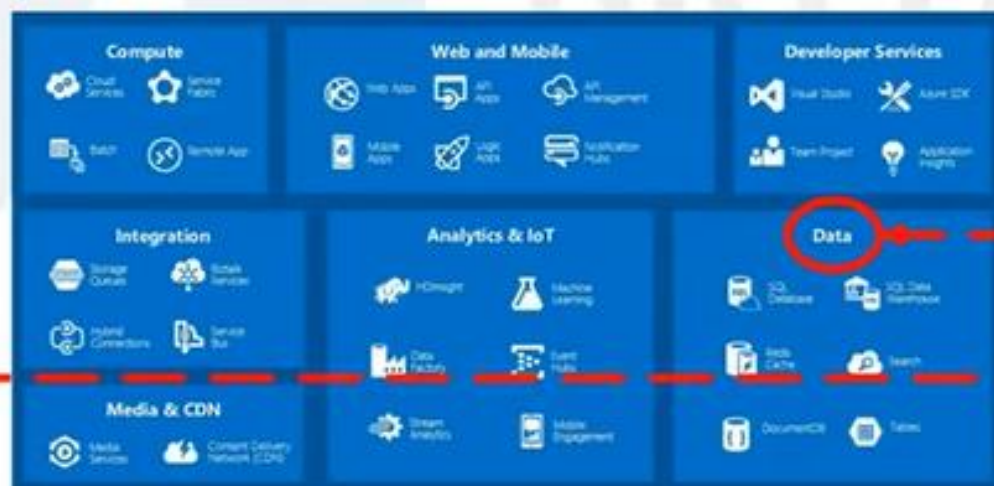 Compute
Cloud
Services
Service
Fabric
Batch
Remote App
Web and Mobile
Web Apps
API
Apps
API
Management
Mobile
Apps
Logic
Apps
Notification
Hubs
Developer Services
Visual Studio
Azure SDK
Team Project
Application
Insights
Integration
Storage
Queues
Biztalk
Services
Hybrid
Connections
Service
Bus
Analytics & IoT
HDInsight
Machine
Learning
Data
Factory
Event
Hubs
Stream
Analytics
Mobile
Engagement
Data
SQL
Database
SQL Data
Warehouse
Redis
Cache
Search
DocumentDB
Tables
Media & CDN
Media
Services
Content Delivery
Network (CDN)